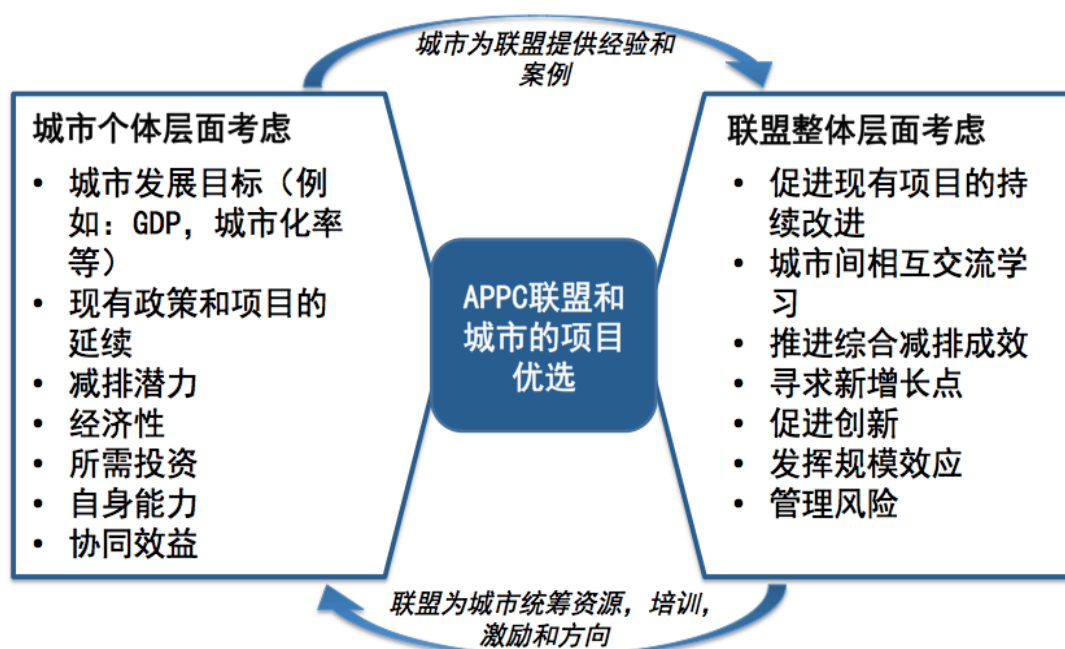 城市为联盟提供经验和
案例
城市个体层面考虑
• 城市发展目标（例
如：GDP，城市化率
等）
• 现有政策和项目的
延续
• 减排潜力
• 经济性
• 所需投资
• 自身能力
• 协同效益
APPC联盟和
城市的项目
优选
联盟整体层面考虑
• 促进现有项目的持
续改进
• 城市间相互交流学
习
• 推进综合减排成效
• 寻求新增长点
• 促进创新
• 发挥规模效应
• 管理风险
联盟为城市统筹资源，培训，
激励和方向